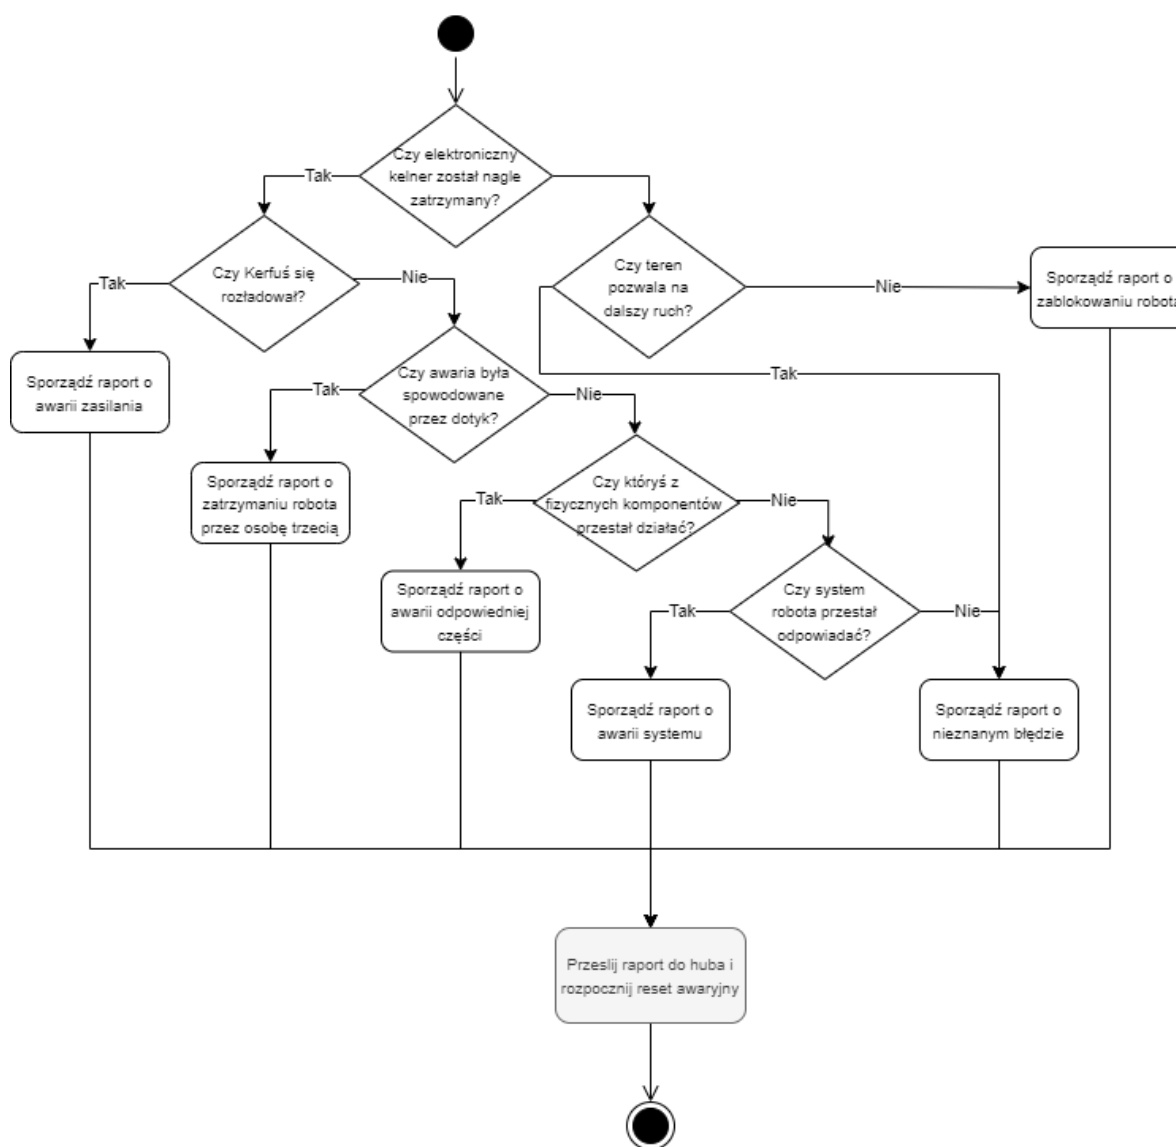 Czy elektroniczny
kelner został nagle
zatrzymany?
Tak
Czy Kerfuś się
rozładował?
Tak
Nie
Czy teren
pozwala na
dalszy ruch?
Nie
Sporządź raport o
zablokowaniu robota
Tak
Sporządź raport o
awarii zasilania
Czy awaria była
spowodowane
przez dotyk?
Tak
Nie
Sporządź raport o
zatrzymaniu robota
przez osobę trzecią
Czy któryś z
fizycznych komponentów
przestał działać?
Tak
Nie
Sporządź raport o
awarii odpowiedniej
części
Czy system
robota przestał
odpowiadać?
Tak
Nie
Sporządź raport o
awarii systemu
Sporządź raport o
nieznanym błędzie
Przeslij raport do huba i
rozpocznij reset awaryjny